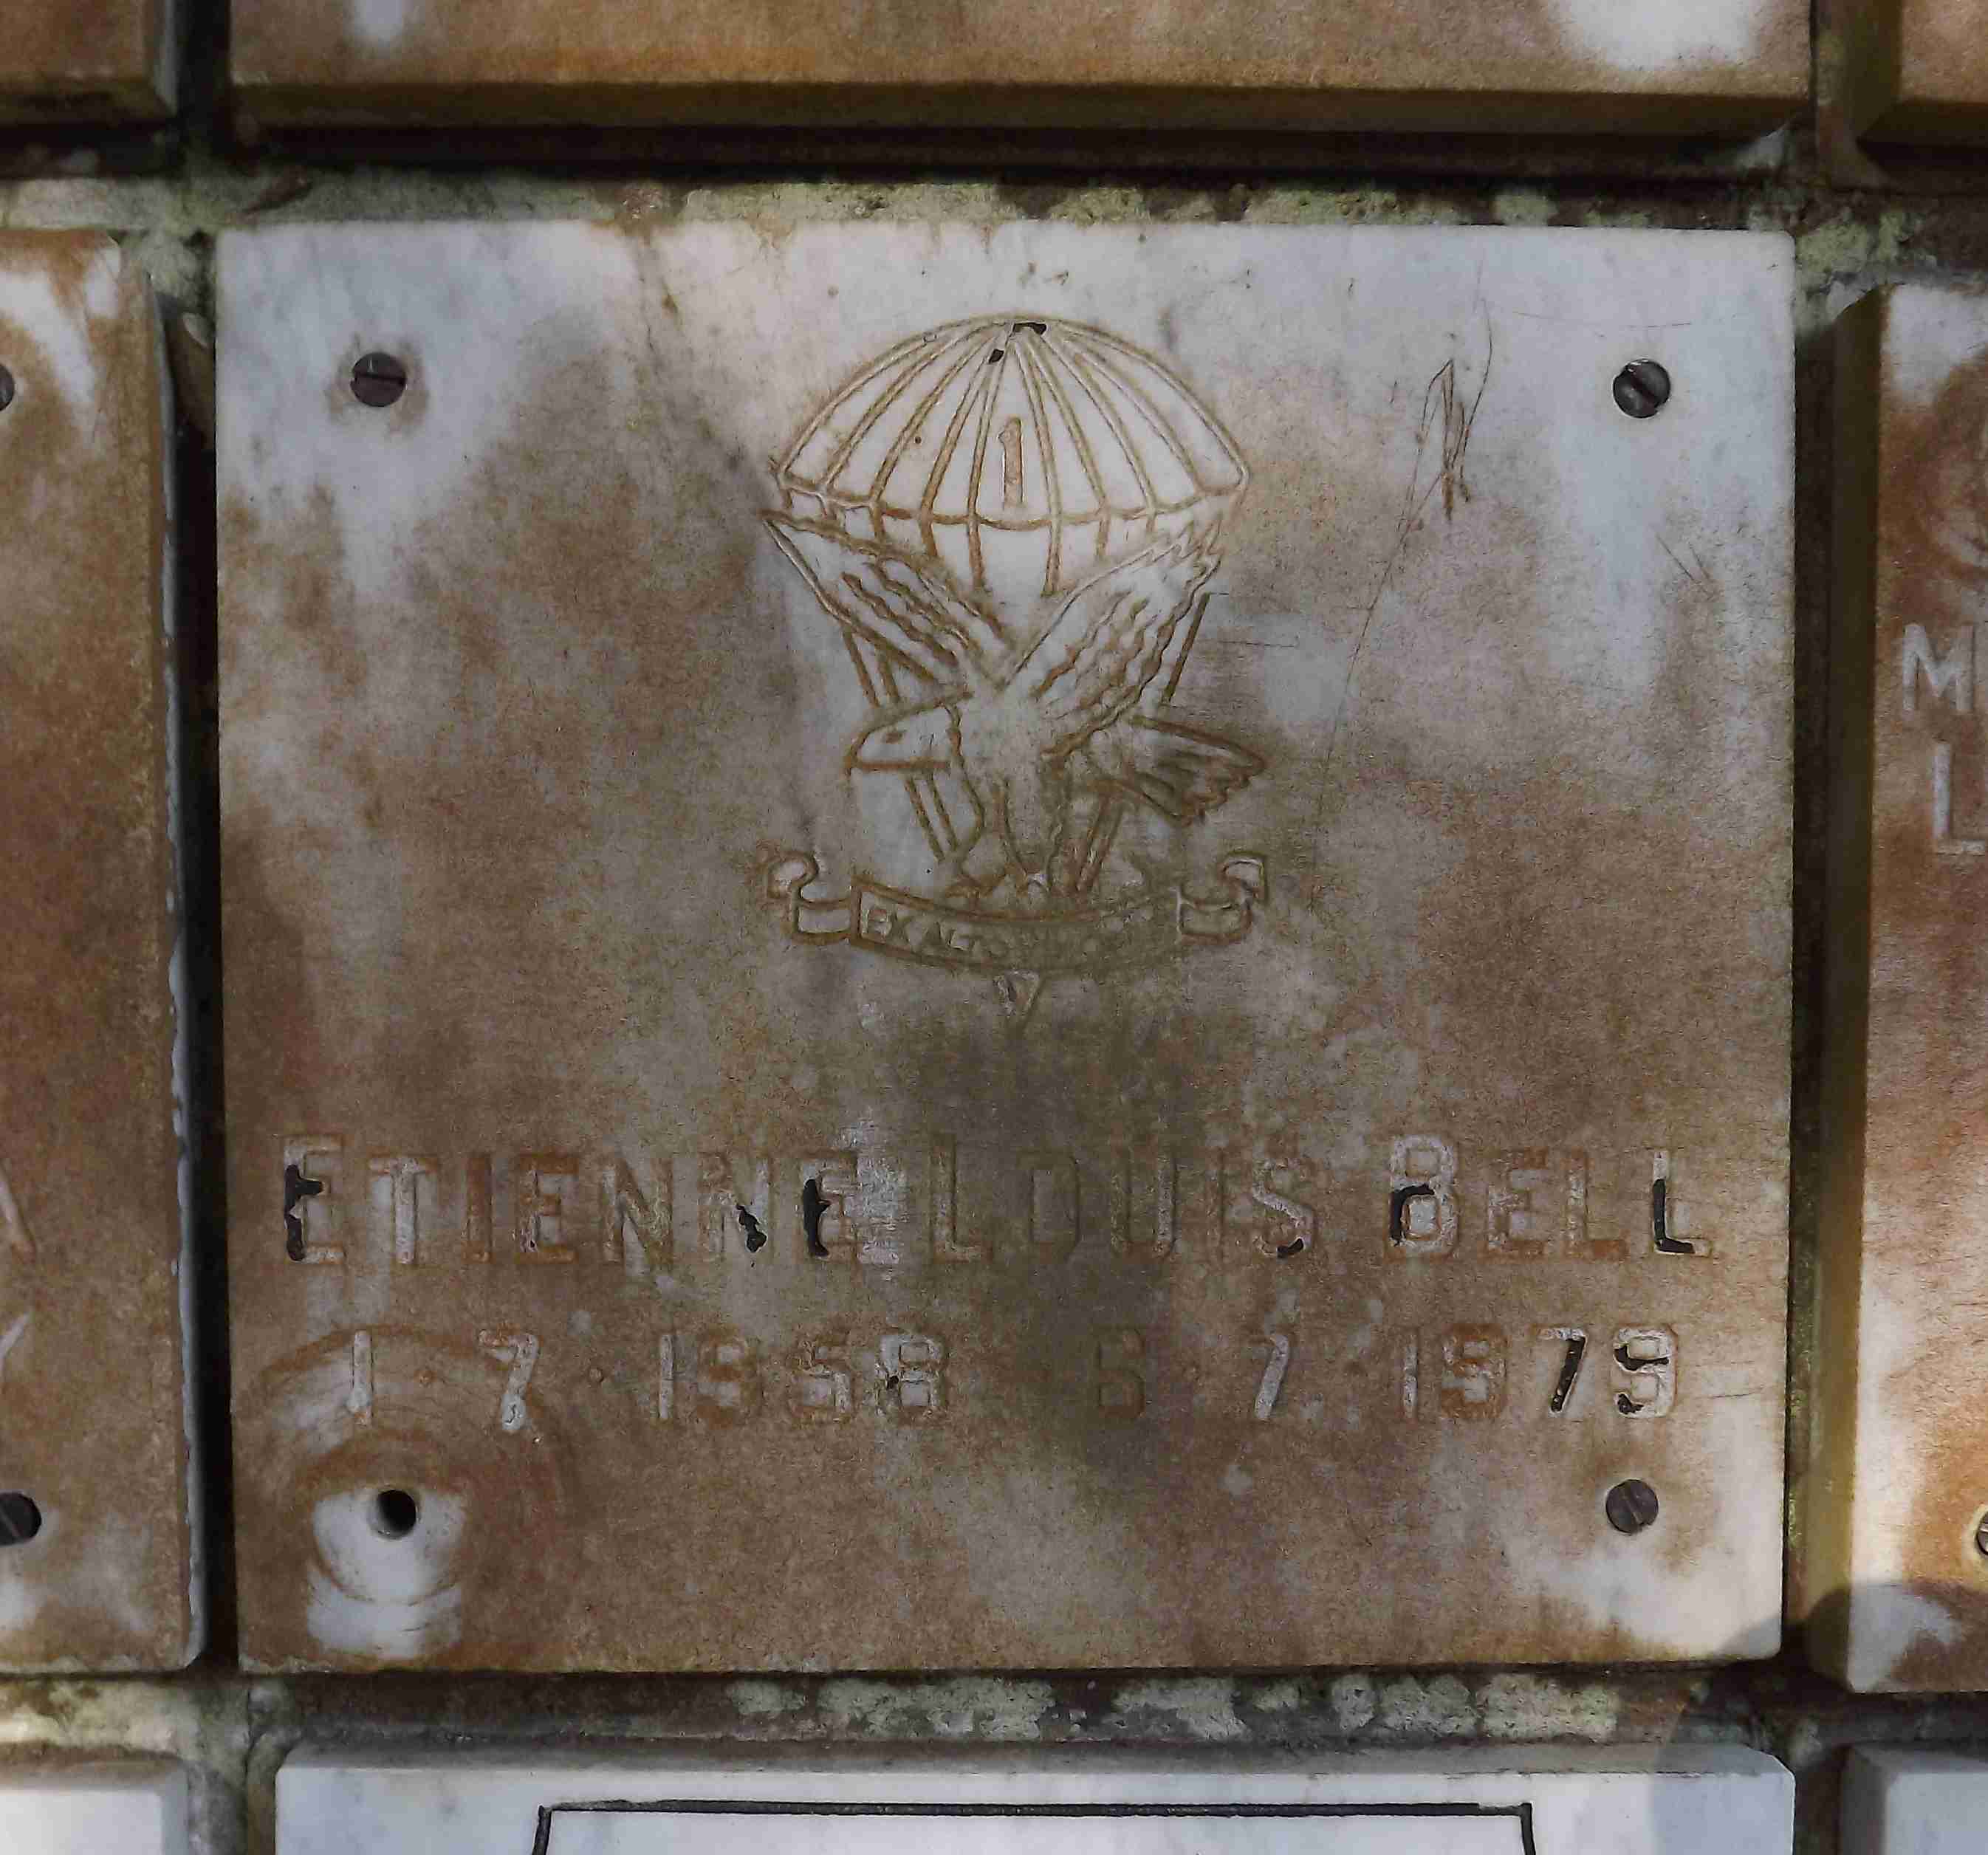 1
EX ALTO
ETIENNE LOUIS BELL
1 · 7 · 1958 6 · 7 · 1979
M
L